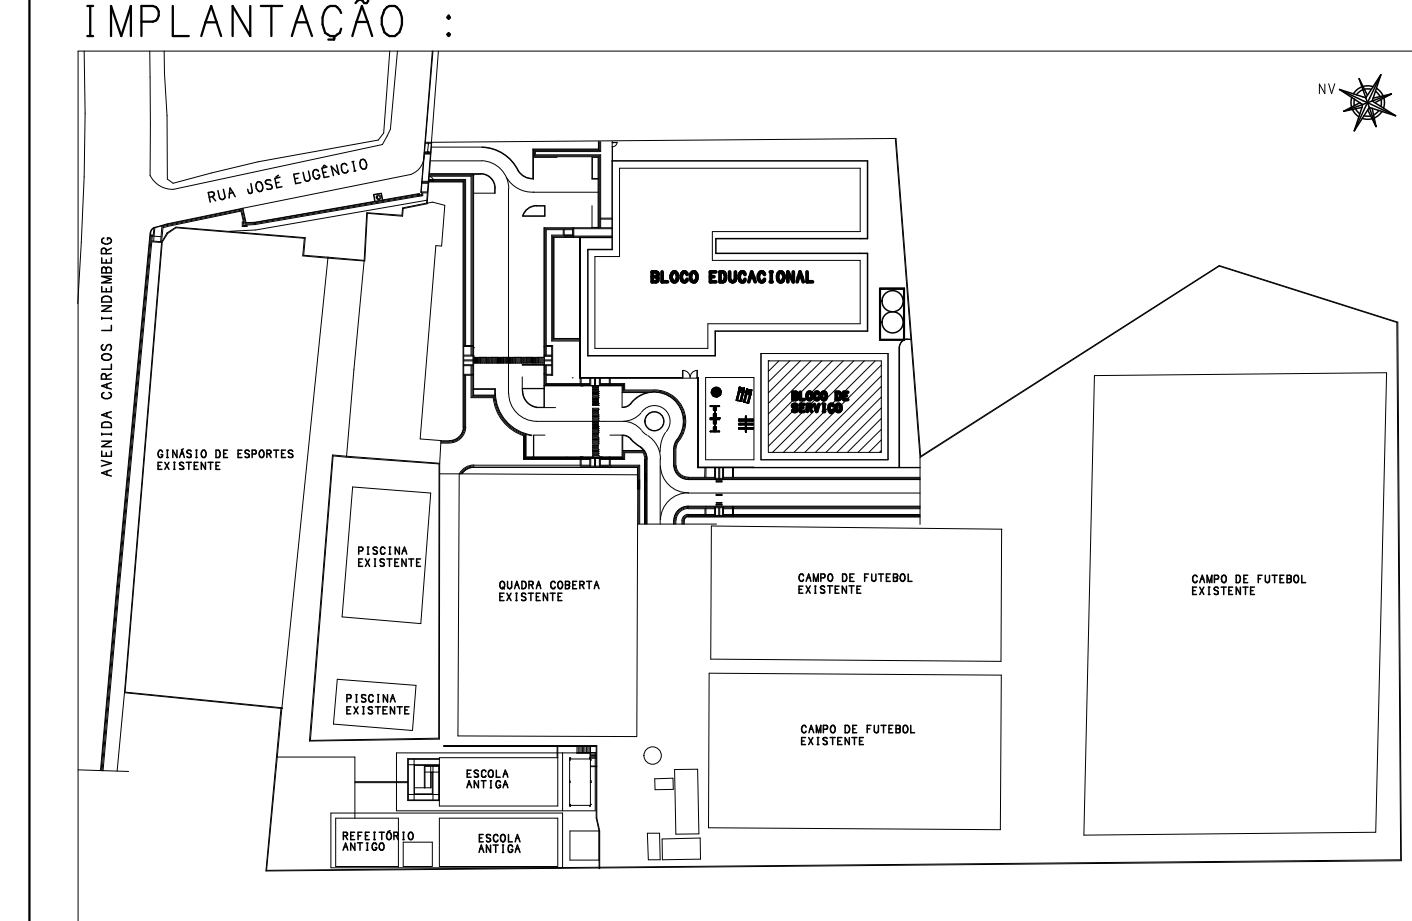 IMPLANTAÇÃO :
NV
RUA JOSÉ EUGÊNCIO
AVENIDA CARLOS LINDEMBERG
BLOCO EDUCACIONAL
BLOCO DE
SERVIÇO
GINÁSIO DE ESPORTES
EXISTENTE
PISCINA
EXISTENTE
QUADRA COBERTA
EXISTENTE
CAMPO DE FUTEBOL
EXISTENTE
CAMPO DE FUTEBOL
EXISTENTE
PISCINA
EXISTENTE
CAMPO DE FUTEBOL
EXISTENTE
ESCOLA
ANTIGA
REFEITÓRIO
ANTIGO
ESCOLA
ANTIGA